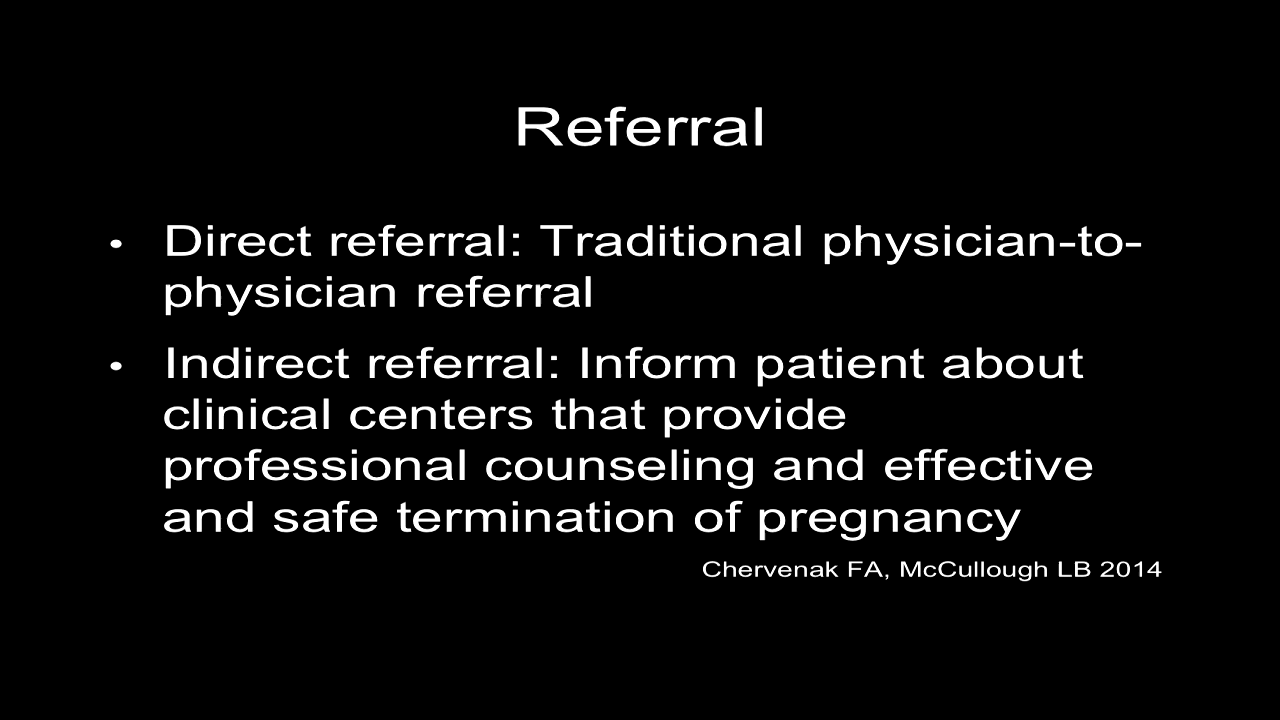 Referral
• Direct referral: Traditional physician-to-
physician referral
• Indirect referral: Inform patient about
clinical centers that provide
professional counseling and effective
and safe termination of pregnancy
Chervenak FA, McCullough LB 2014